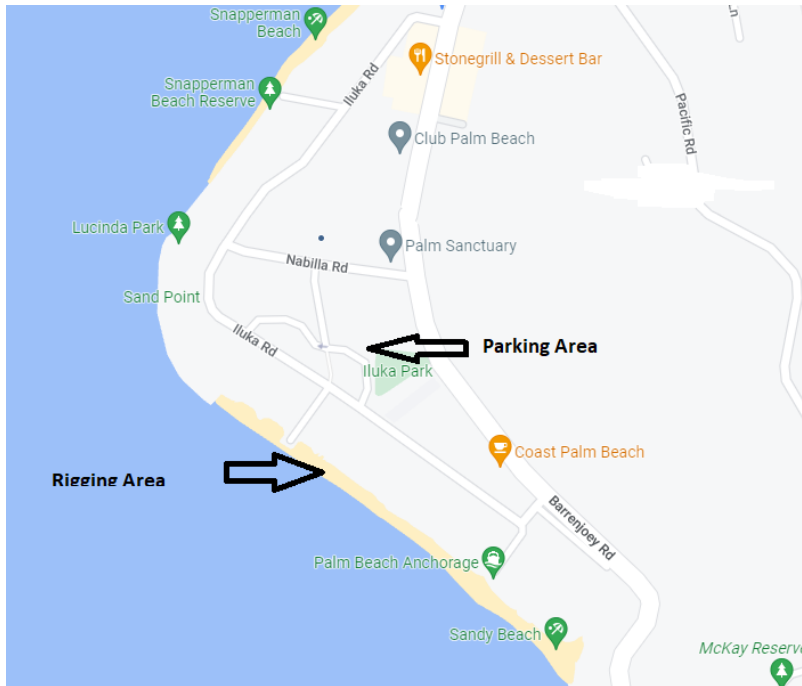 Snapperman
Beach
Iluka Rd
Stonegrill & Dessert Bar
Snapperman
Beach Reserve
Pacific Rd
Ln
Club Palm Beach
Lucinda Park
Palm Sanctuary
Nabilla Rd
Sand Point
Iluka Rd
Parking Area
Iluka Park
Coast Palm Beach
Rigging Area
Barrenjoey Rd
Palm Beach Anchorage
Sandy Beach
McKay Reserve